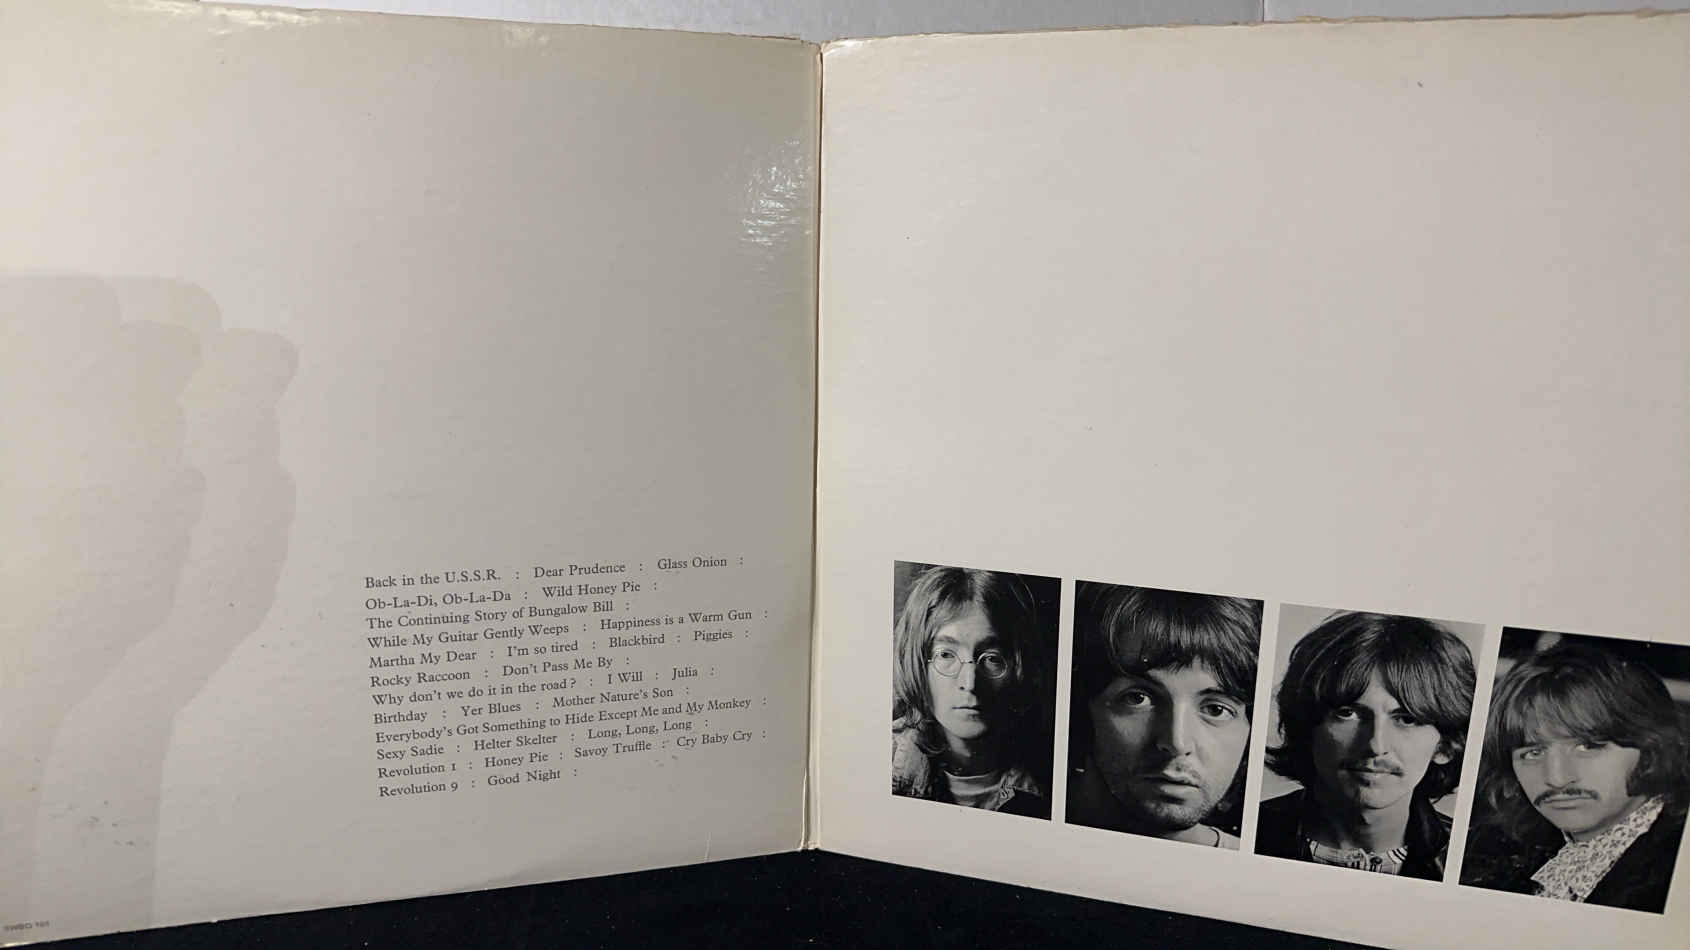 Back in the U.S.S.R. : Dear Prudence : Glass Onion :
Ob-La-Di, Ob-La-Da : Wild Honey Pie :
The Continuing Story of Bungalow Bill :
While My Guitar Gently Weeps : Happiness is a Warm Gun :
Martha My Dear : I'm so tired : Blackbird : Piggies :
Rocky Raccoon : Don't Pass Me By :
Why don't we do it in the road? : I Will : Julia :
Birthday : Yer Blues : Mother Nature's Son :
Everybody's Got Something to Hide Except Me and My Monkey :
Sexy Sadie : Helter Skelter : Long, Long, Long :
Revolution 1 : Honey Pie : Savoy Truffle : Cry Baby Cry :
Revolution 9 : Good Night :
SWBO 101